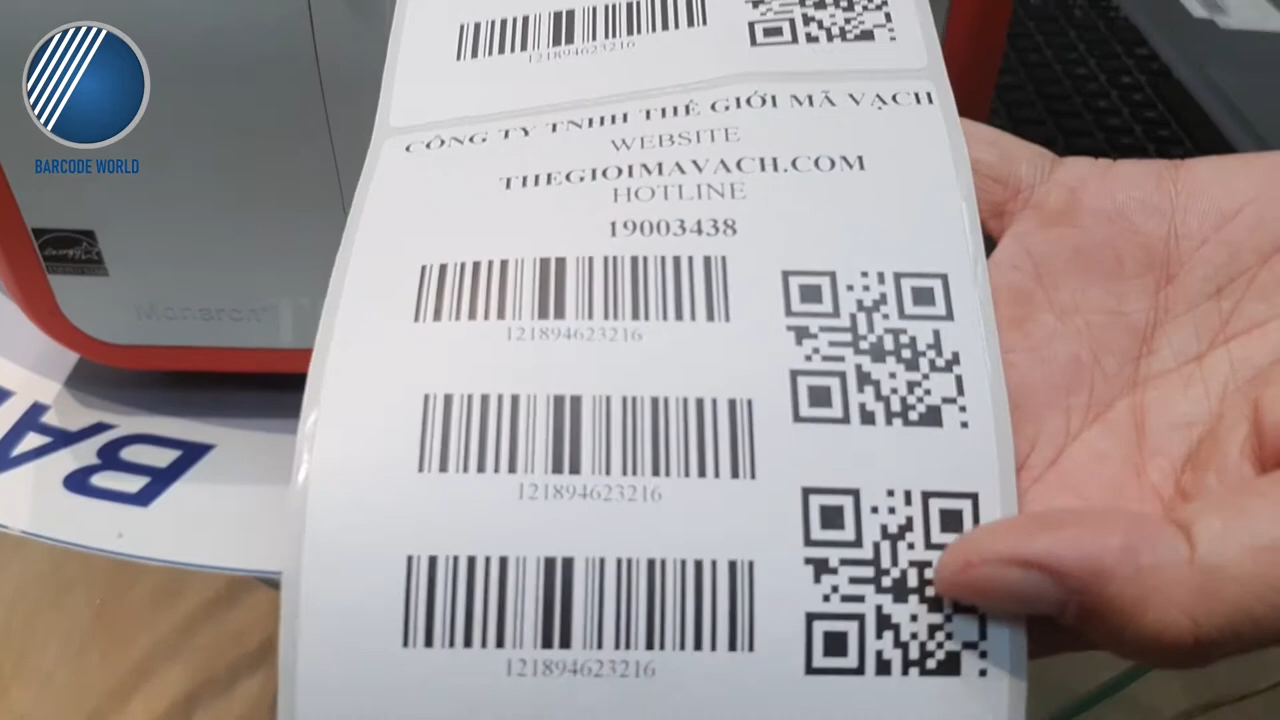 BARCODE WORLD
121894623216
CÔNG TY TNHH THẾ GIỚI MÃ VẠCH
WEBSITE
THEGIOIMAVACH.COM
HOTLINE
19003438
121894623216
121894623216
121894623216
Monarch
BA